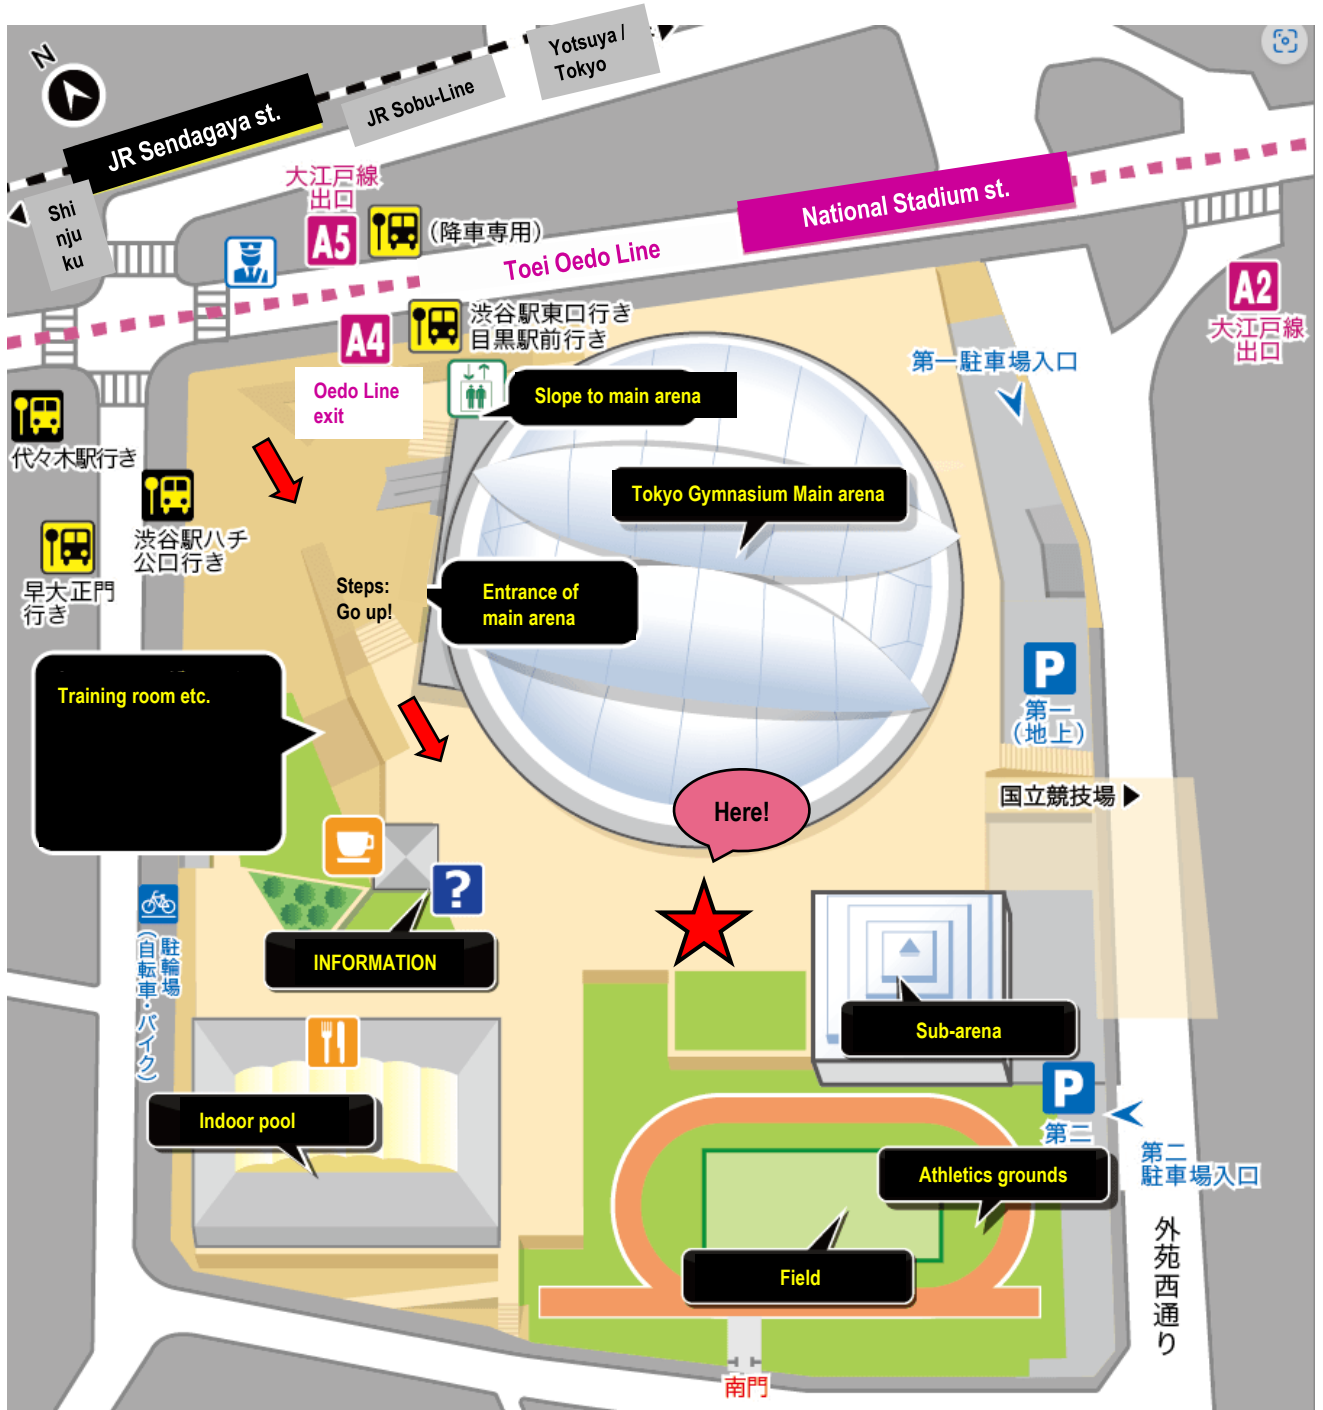 N
Yotsuya /
Tokyo
JR Sobu-Line
JR Sendagaya st.
Shi
nju
ku
大江戸線
出口
A5
(降車専用)
Toei Oedo Line
National Stadium st.
A2
大江戸線
出口
A4
渋谷駅東口行き
目黒駅前行き
Oedo Line
exit
Slope to main arena
第一駐車場入口
代々木駅行き
渋谷駅ハチ
公口行き
早大正門
行き
Tokyo Gymnasium Main arena
Steps:
Go up!
Entrance of
main arena
Training room etc.
P
第一
(地上)
国立競技場
Here!
?
INFORMATION
駐輪場
(自転車・バイク)
Sub-arena
P
第二
第二
駐車場入口
Indoor pool
Athletics grounds
Field
外苑西通り
南門